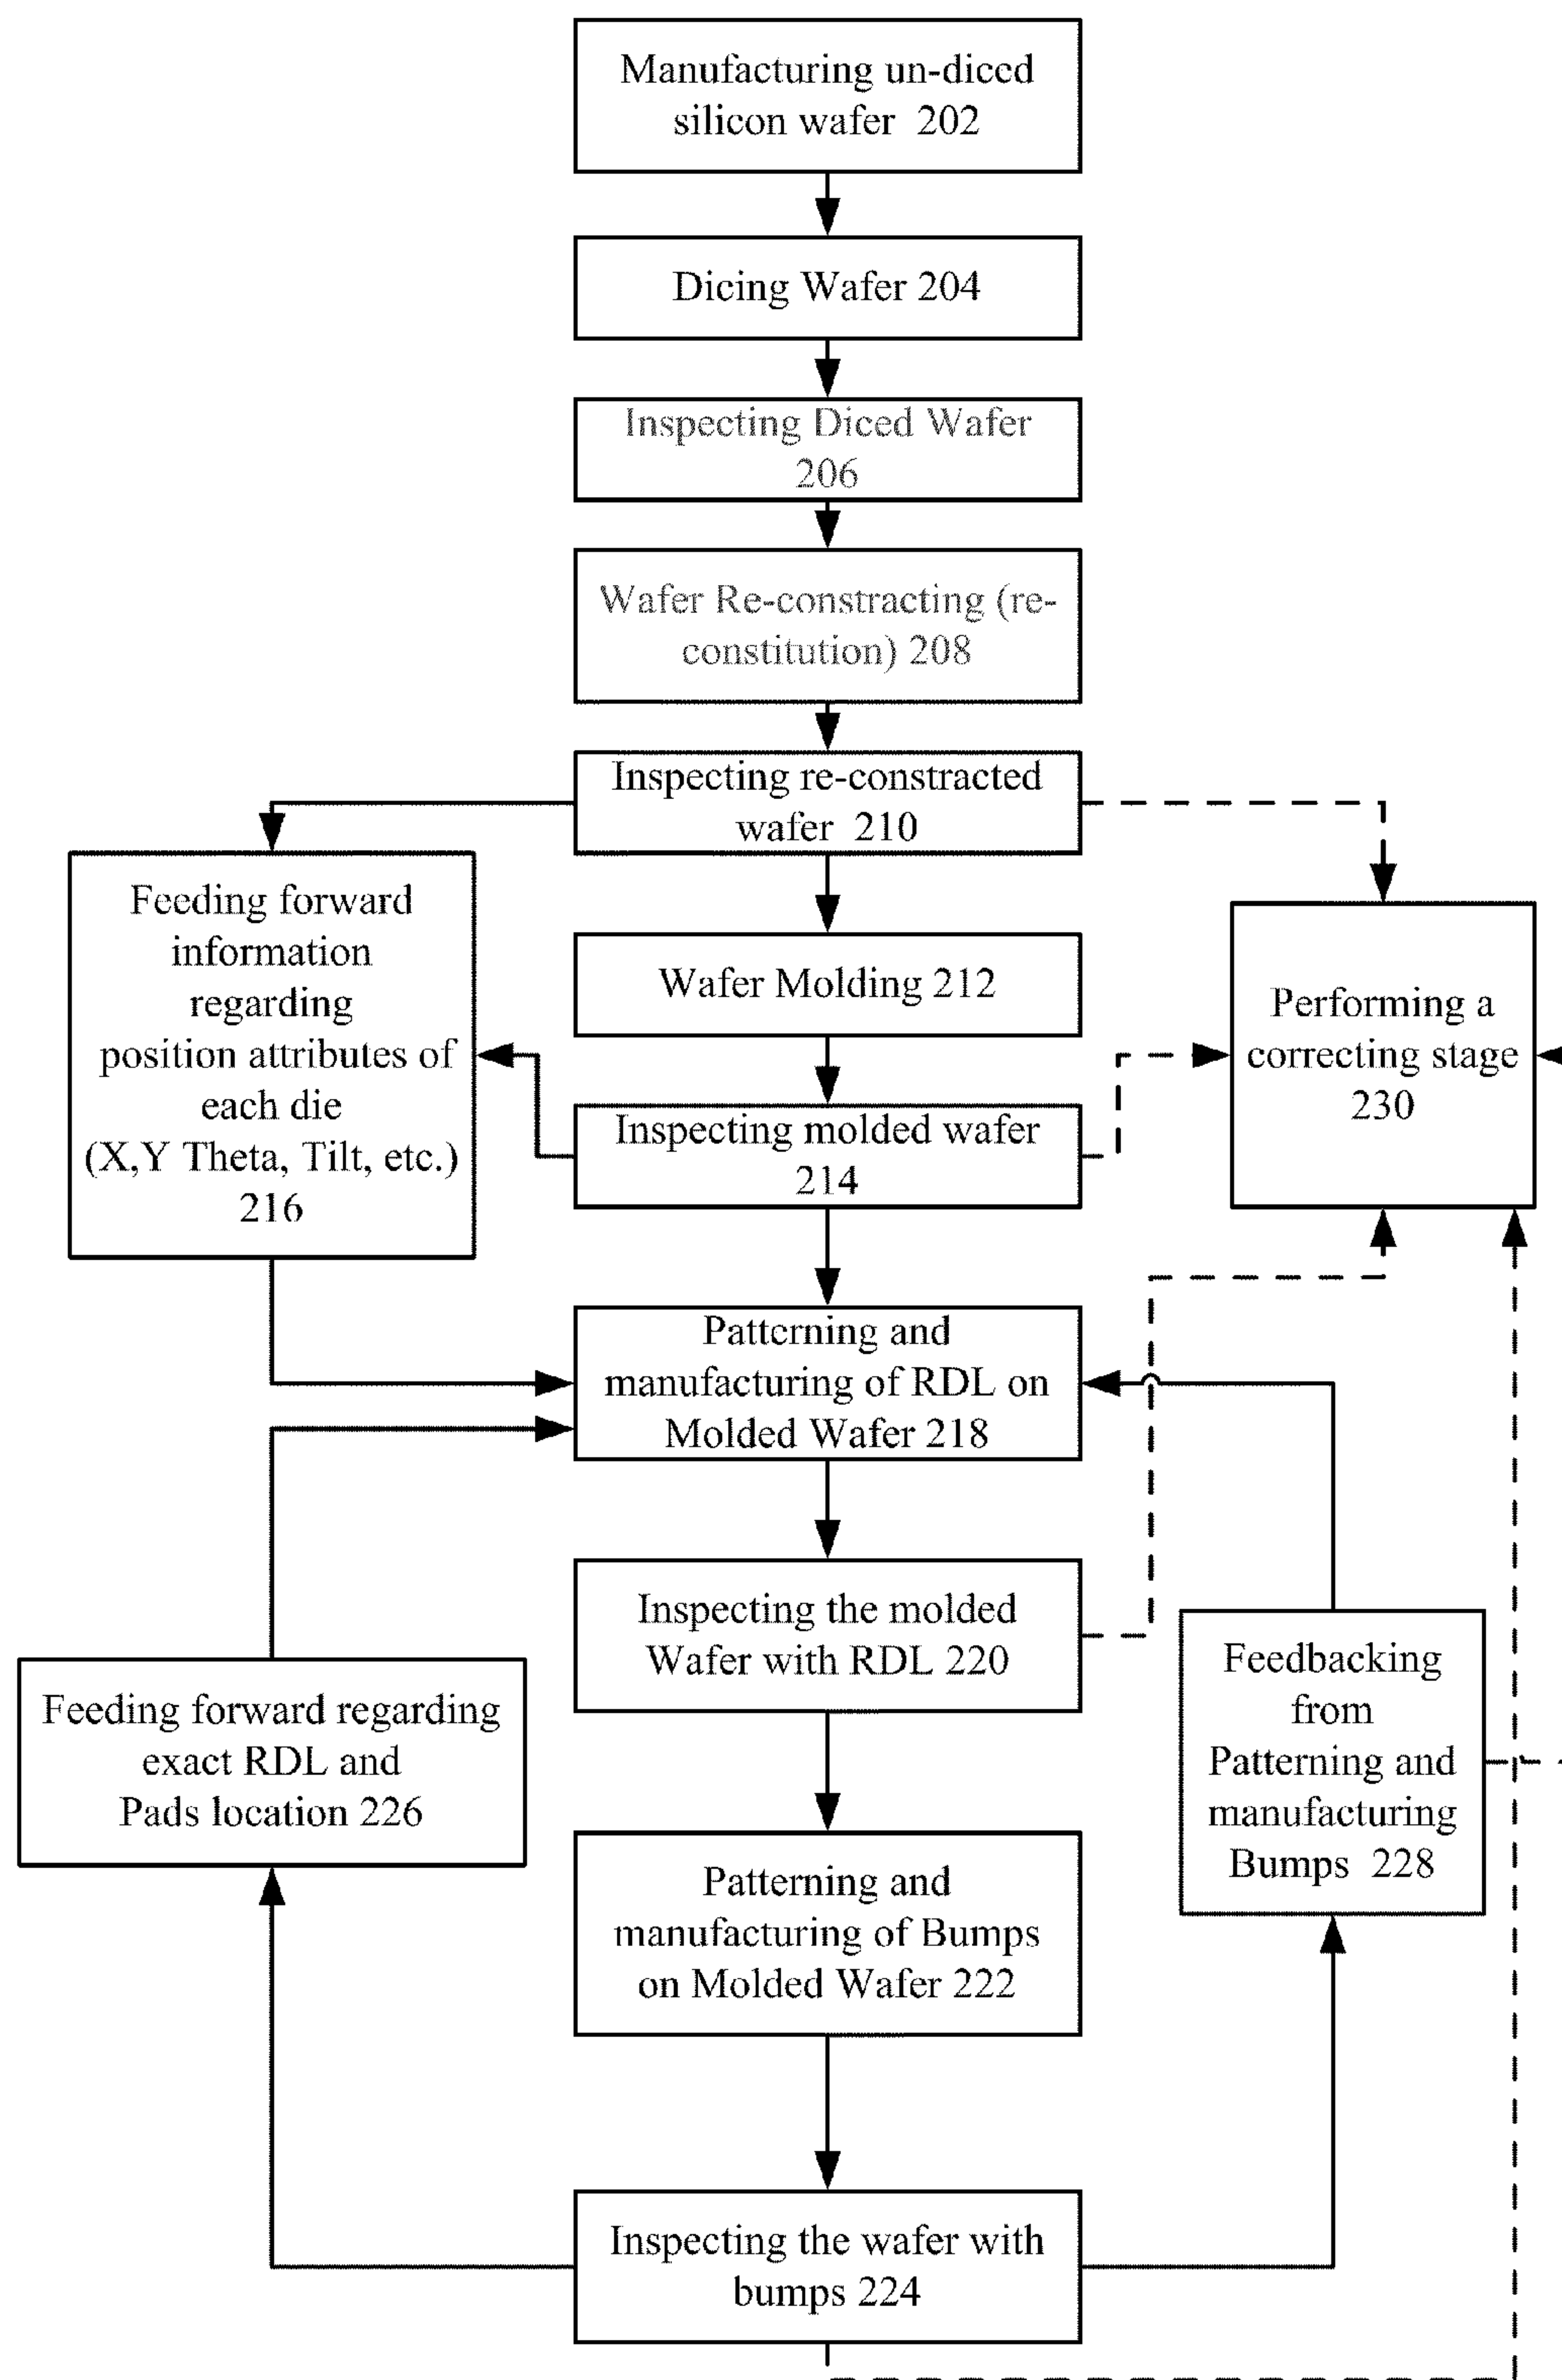 Manufacturing un-diced
silicon wafer 202
Dicing Wafer 204
Inspecting Diced Wafer
206
Wafer Re-constracting (re-
constitution) 208
Inspecting re-constracted
wafer 210
Feeding forward
information
regarding
position attributes of
each die
(X,Y Theta, Tilt, etc.)
216
Wafer Molding 212
Performing a
correcting stage
230
Inspecting molded wafer
214
Patterning and
manufacturing of RDL on
Molded Wafer 218
Inspecting the molded
Wafer with RDL 220
Feeding forward regarding
exact RDL and
Pads location 226
Feedbacking
from
Patterning and
manufacturing
Bumps 228
Patterning and
manufacturing of Bumps
on Molded Wafer 222
Inspecting the wafer with
bumps 224